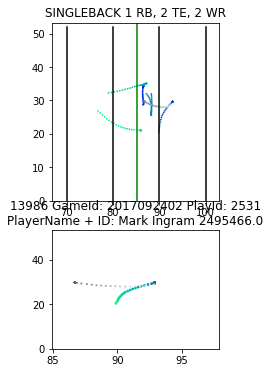 SINGLEBACK 1 RB, 2 TE, 2 WR
50
40
30
20
10
0
70 80 90 100
13986 GameId: 2017092402 PlayId: 2531
PlayerName + ID: Mark Ingram 2495466.0
40
20
0
85 90 95